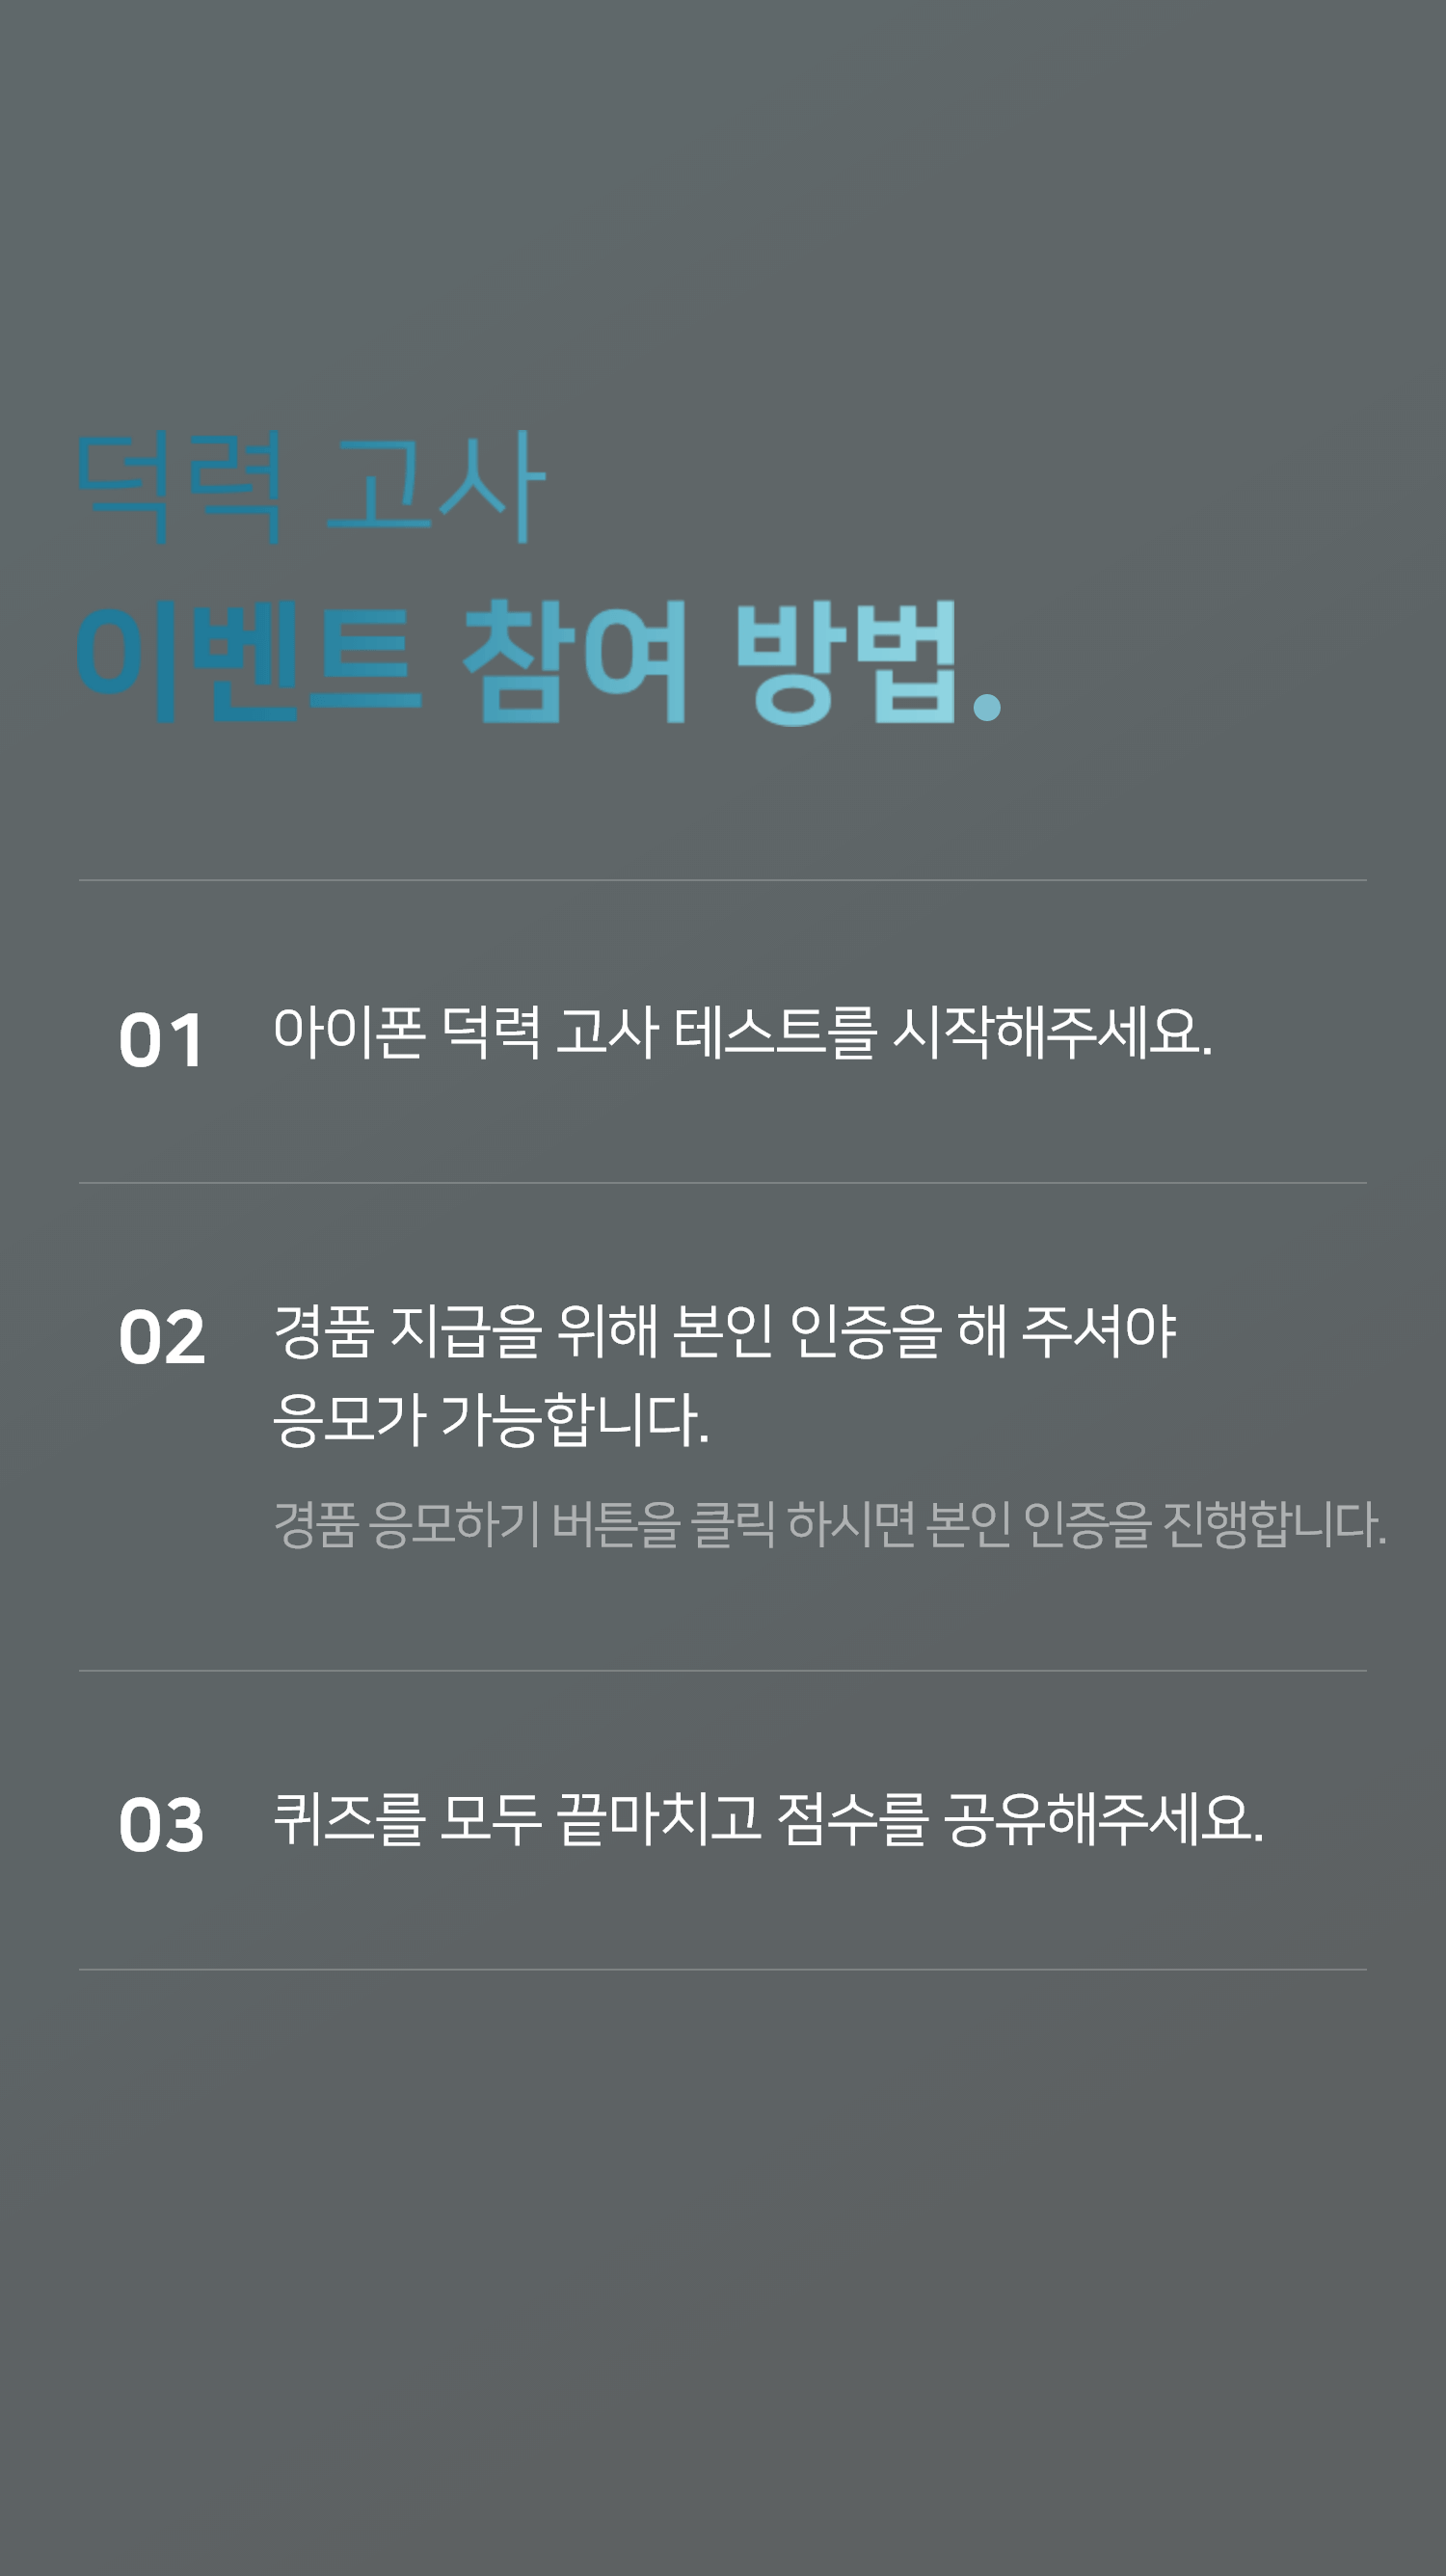 덕력 고사
이벤트 참여 방법.
01 아이폰 덕력 고사 테스트를 시작해주세요.
02 경품 지급을 위해 본인 인증을 해 주셔야
응모가 가능합니다.
경품 응모하기 버튼을 클릭 하시면 본인 인증을 진행합니다.
03 퀴즈를 모두 끝마치고 점수를 공유해주세요.